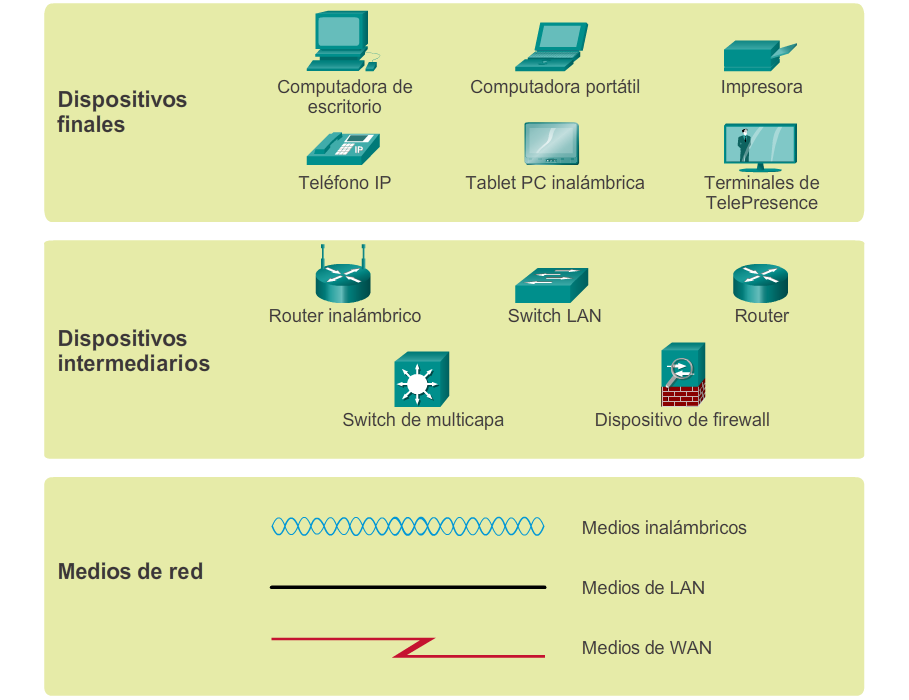 Dispositivos
finales
Computadora de
escritorio
Computadora portátil
Impresora
IP
Teléfono IP
Tablet PC inalámbrica
Terminales de
TelePresence
Dispositivos
intermediarios
Router inalámbrico
Switch LAN
Router
Switch de multicapa
Dispositivo de firewall
Medios de red
Medios inalámbricos
Medios de LAN
Medios de WAN